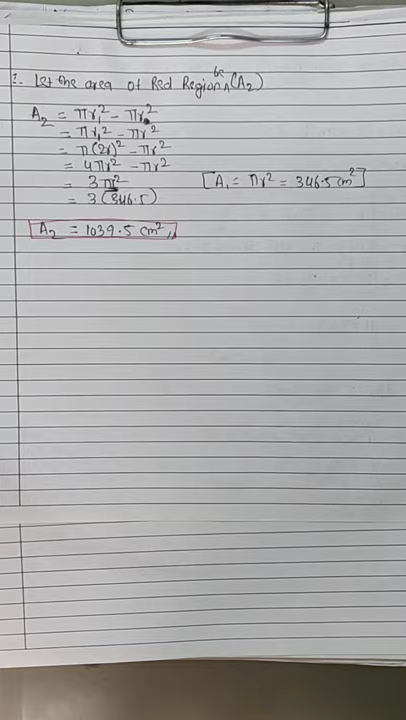 2. Let the area of Red Region be (A₂)
A₂ = πr₁² - πr²
= πr₁² - πr²
= π(2r)² - πr²
= 4πr² - πr²
= 3πr² [A₁ = πr² = 346.5 cm²]
= 3(346.5)
A₂ = 1039.5 cm²//